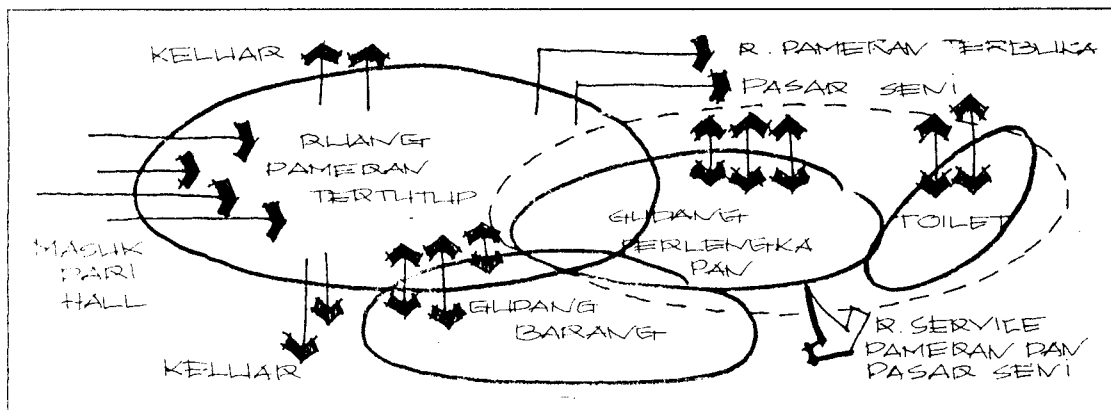 KELUAR
R. PAMERAN TERBUKA
PASAR SENI
RUANG
PAMERAN
TERTUTUP
GUDANG
PERLENGKA
PAN
TOILET
MASUK
DARI
HALL
GUDANG
BARANG
R. SERVICE
PAMERAN DAN
PASAR SENI
KELUAR